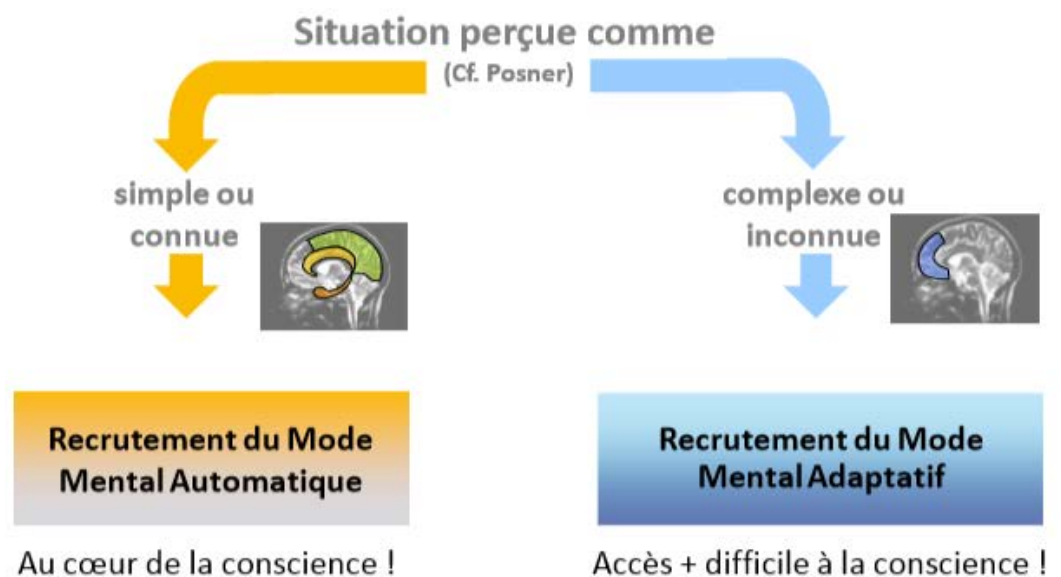 Situation perçue comme
(Cf. Posner)
simple ou
connue
complexe ou
inconnue
Recrutement du Mode
Mental Automatique
Recrutement du Mode
Mental Adaptatif
Au cœur de la conscience !
Accès + difficile à la conscience !